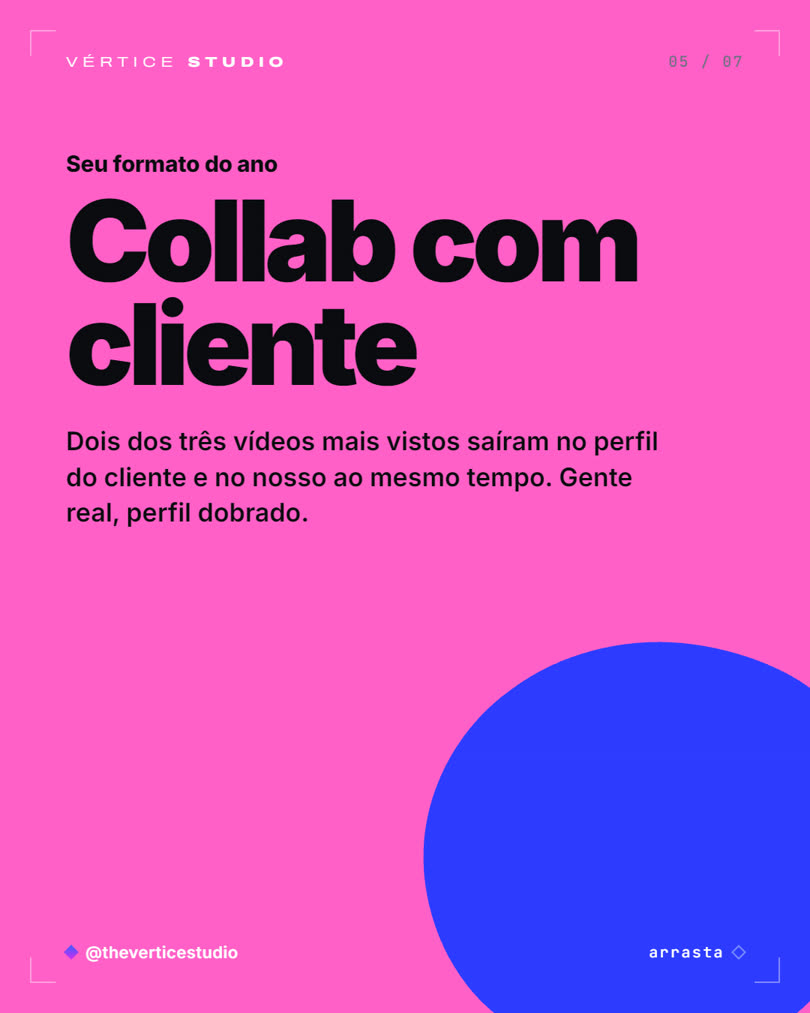 VÉRTICE STUDIO
05 / 07
Seu formato do ano
Collab com
cliente
Dois dos três vídeos mais vistos saíram no perfil
do cliente e no nosso ao mesmo tempo. Gente
real, perfil dobrado.
@theverticestudio
arrasta